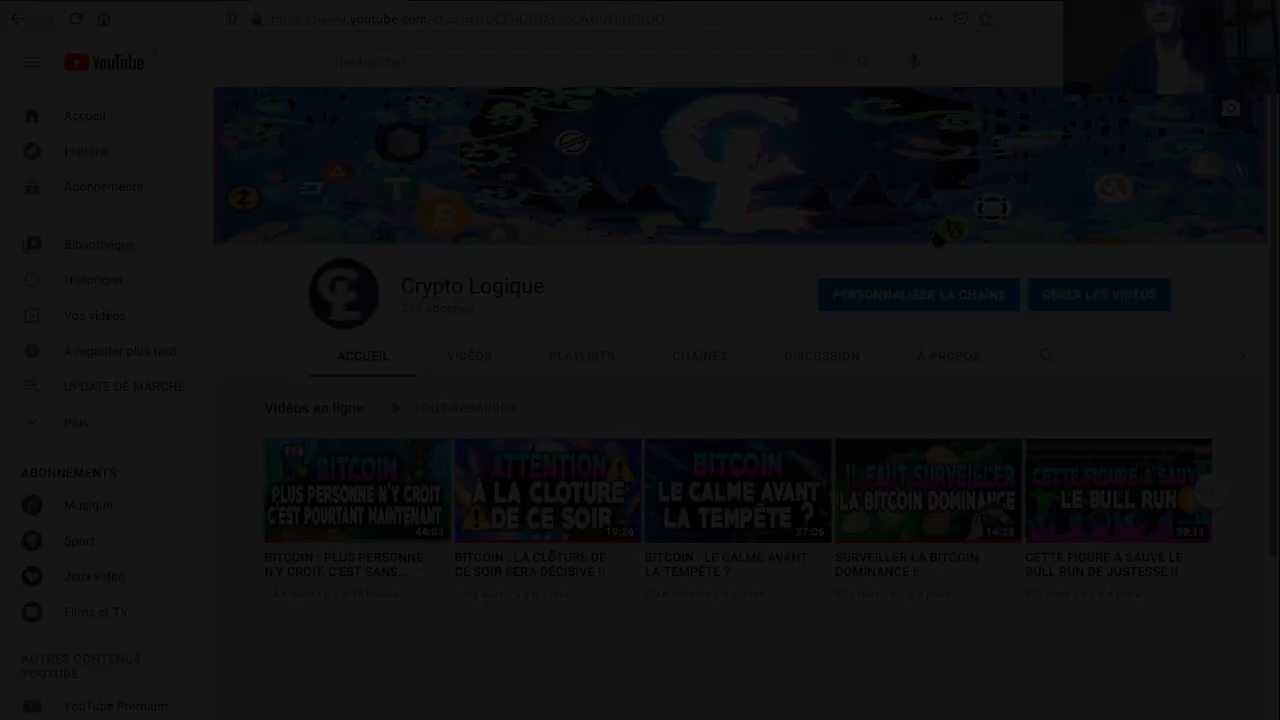 YouTube
Rechercher
Accueil
Explorer
Abonnements
Bibliothèque
Historique
Vos vidéos
À regarder plus tard
UPDATE DE MARCHÉ
Plus
ABONNEMENTS
Musique
Sport
Jeux vidéo
Films et TV
AUTRES CONTENUS
YOUTUBE
YouTube Premium
Crypto Logique
PERSONNALISER LA CHAÎNE
GÉRER LES VIDÉOS
ACCUEIL
VIDÉOS
PLAYLISTS
CHAÎNES
DISCUSSION
À PROPOS
Vidéos en ligne
TOUT REGARDER
BITCOIN
PLUS PERSONNE N'Y CROIT
C'EST POURTANT MAINTENANT
44:03
BITCOIN : PLUS PERSONNE
N'Y CROIT C'EST SANS...
ATTENTION
À LA CLÔTURE
DE CE SOIR
19:26
BITCOIN : LA CLÔTURE DE
CE SOIR SERA DÉCISIVE !!
BITCOIN
LE CALME AVANT
LA TEMPÊTE ?
27:06
BITCOIN : LE CALME AVANT
LA TEMPÊTE ?
IL FAUT SURVEILLER
LA BITCOIN DOMINANCE
14:23
SURVEILLER LA BITCOIN
DOMINANCE !!
CETTE FIGURE A SAUVÉ
LE BULL RUN
CETTE FIGURE A SAUVÉ LE
BULL RUN DE JUSTESSE !!